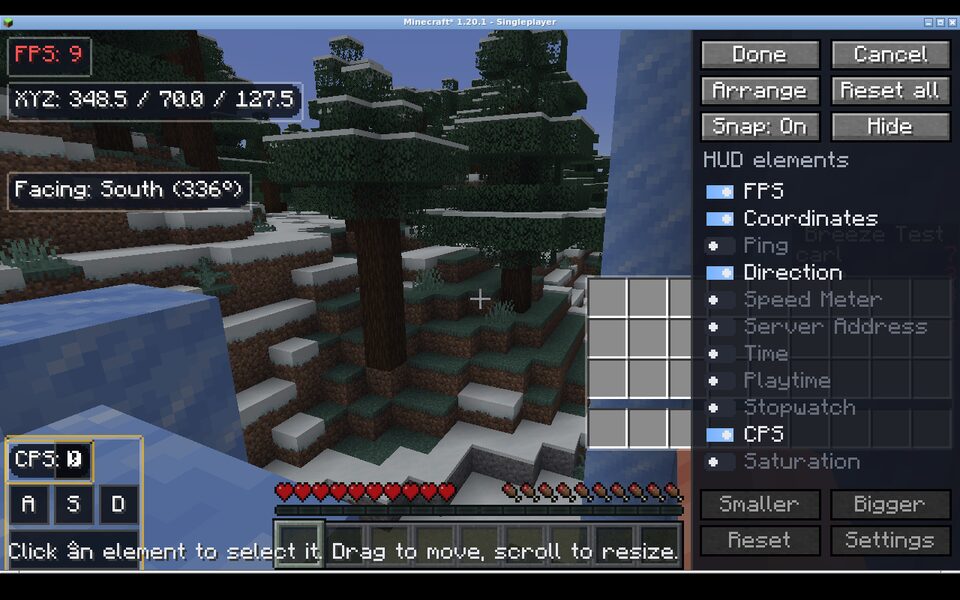 Minecraft* 1.20.1 - Singleplayer
FPS: 9
XYZ: 348.5 / 70.0 / 127.5
Facing: South (336°)
Done
Cancel
Arrange
Reset all
Snap: On
Hide
HUD elements
FPS
Coordinates
Ping
Breeze Test
carl
Direction
Speed Meter
Server Address
Time
Playtime
Stopwatch
CPS
Saturation
Smaller
Bigger
Reset
Settings
CPS:
A S D
Click an element to select it. Drag to move, scroll to resize.